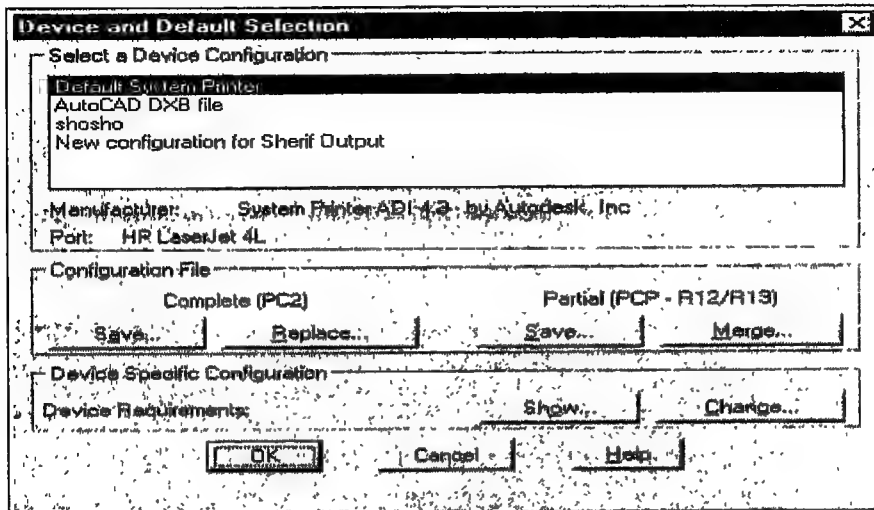 Device and Default Selection
Select a Device Configuration
Default System Printer
AutoCAD DXB file
shosho
New configuration for Sherif Output
Manufacturer: System Printer ADI 4.3 - by Autodesk, Inc
Port: HP LaserJet 4L
Configuration File
Complete (PC2) Partial (PCP - R12/R13)
Save... Replace... Save... Merge...
Device Specific Configuration
Device Requirements: Show... Change...
OK Cancel Help